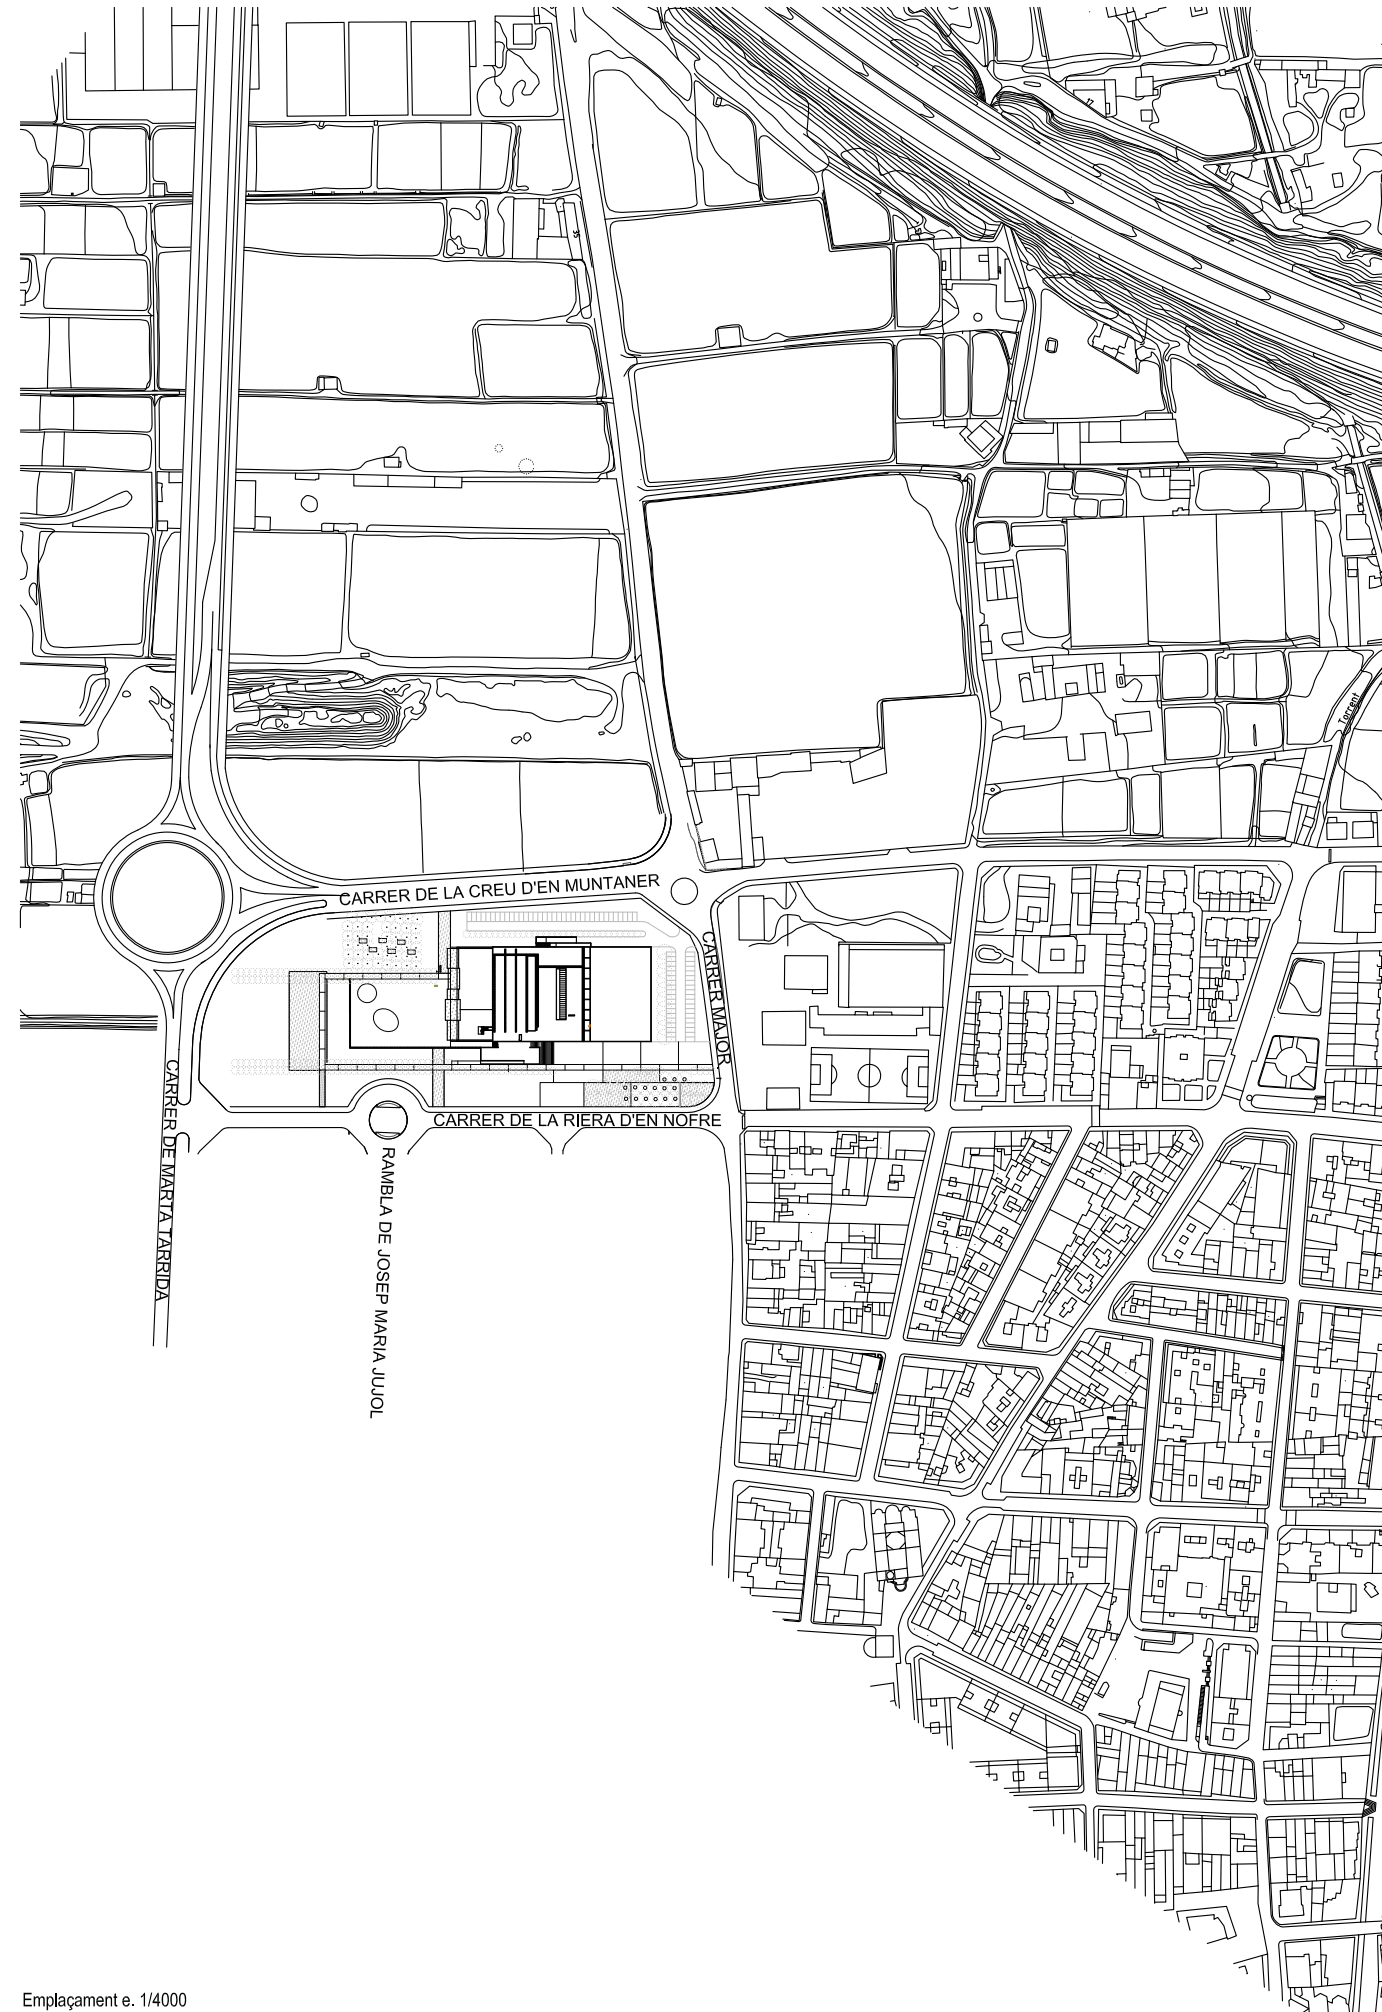 35
Torrent
CARRER DE LA CREU D'EN MUNTANER
CARRER MAJOR
CARRER DE MARTA TARRIDA
CARRER DE LA RIERA D'EN NOFRE
RAMBLA DE JOSEP MARIA JUJOL
Emplaçament e. 1/4000